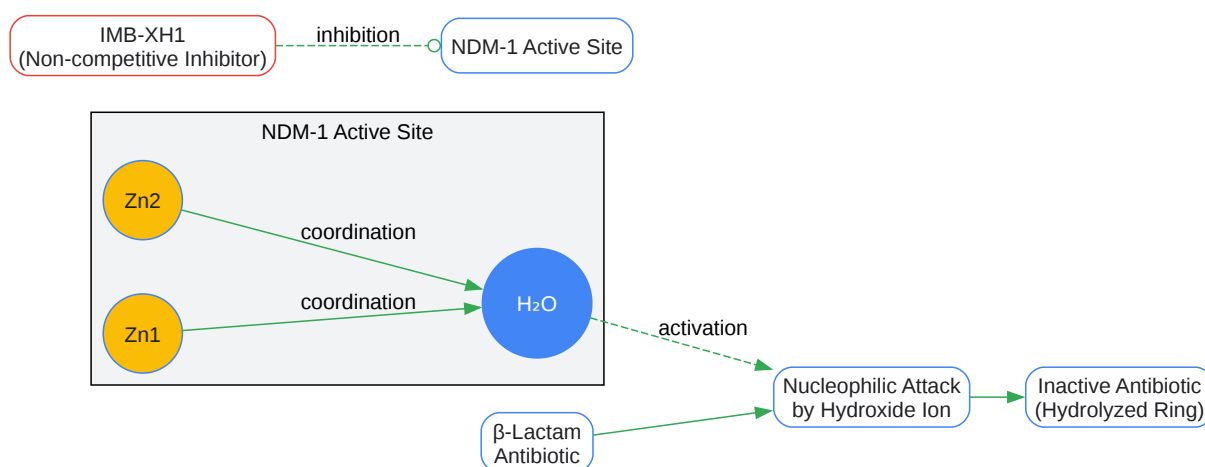 IMB-XH1
(Non-competitive Inhibitor)
inhibition
NDM-1 Active Site
NDM-1 Active Site
Zn2
coordination
coordination
Zn1
H₂O
activation
β-Lactam
Antibiotic
Nucleophilic Attack
by Hydroxide Ion
Inactive Antibiotic
(Hydrolyzed Ring)